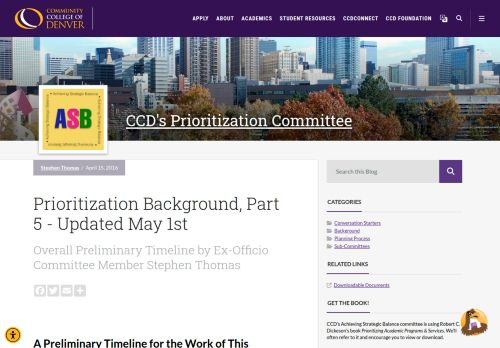 COMMUNITY
COLLEGE OF
DENVER
APPLY ABOUT ACADEMICS STUDENT RESOURCES CCDCONNECT CCD FOUNDATION
Achieving Strategic Balance
ASB
CCD's Prioritization Committee
Stephen Thomas / April 15, 2016
Prioritization Background, Part
5 - Updated May 1st
Overall Preliminary Timeline by Ex-Officio
Committee Member Stephen Thomas
A Preliminary Timeline for the Work of This
Search this Blog
CATEGORIES
Conversation Starters
Background
Planning Process
Sub-Committees
RELATED LINKS
Downloadable Documents
GET THE BOOK!
CCD's Achieving Strategic Balance committee is using Robert C.
Dickeson's book Prioritizing Academic Programs & Services. We'll
often refer to it and encourage you to view or download.